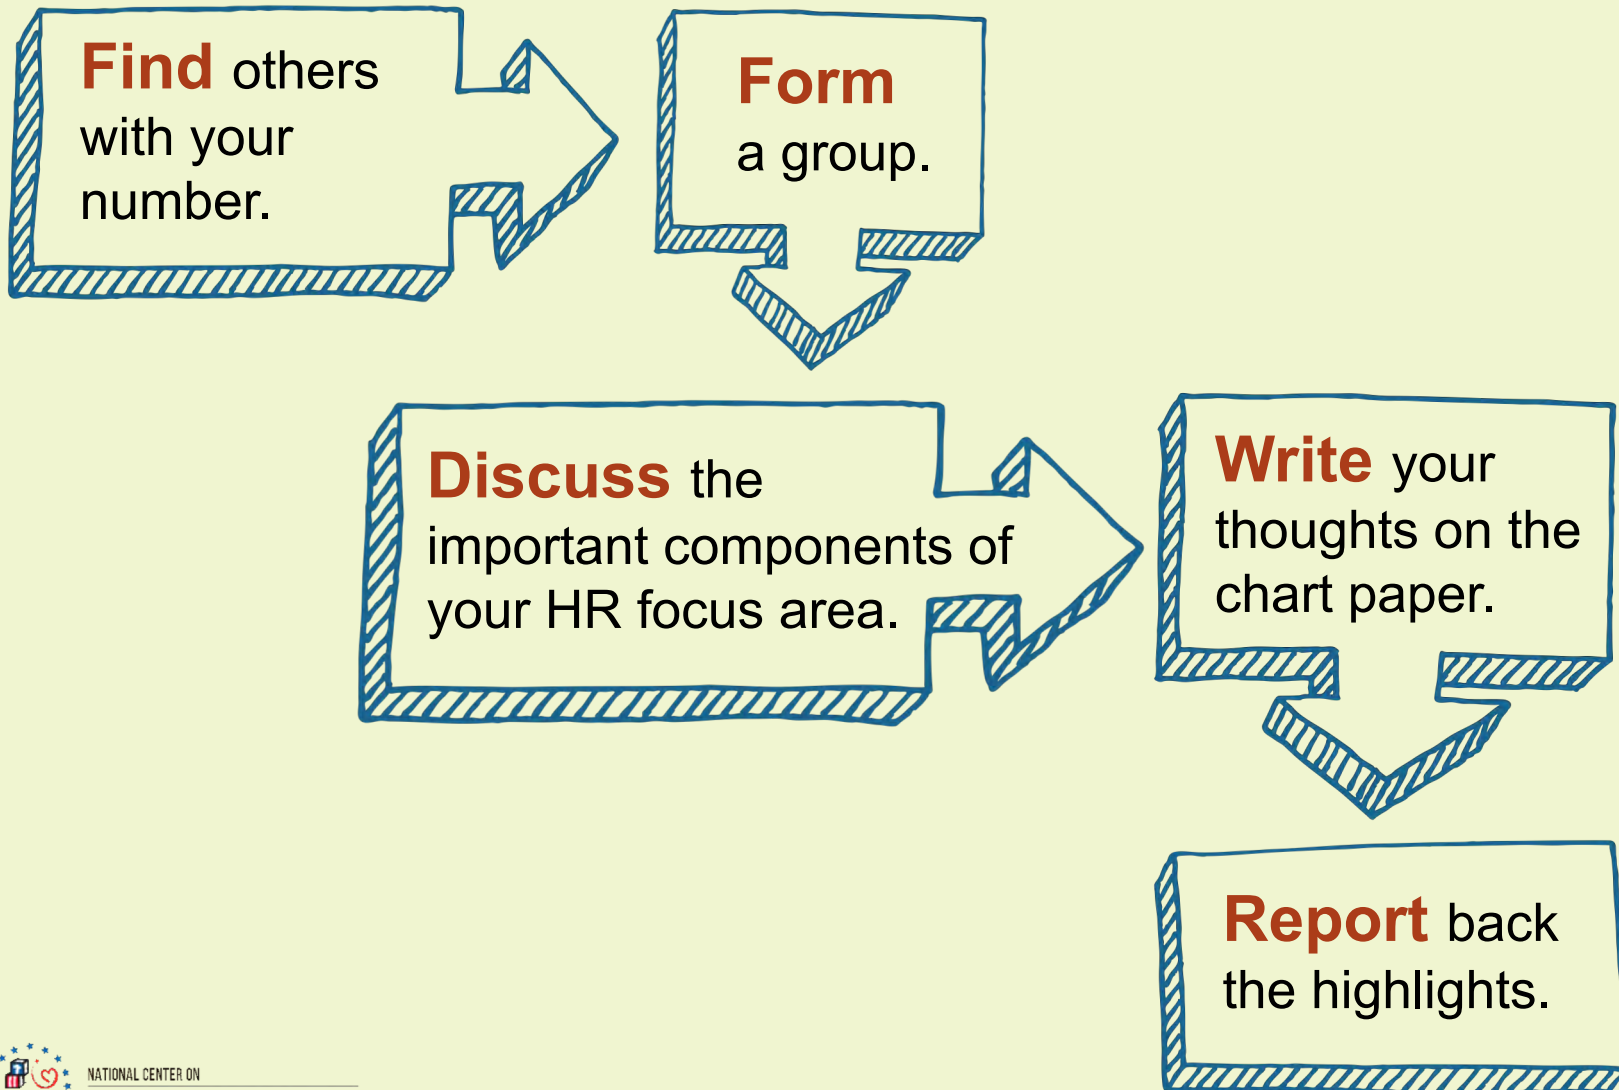 Find others
with your
number.
Form
a group.
Discuss the
important components of
your HR focus area.
Write your
thoughts on the
chart paper.
Report back
the highlights.
NATIONAL CENTER ON